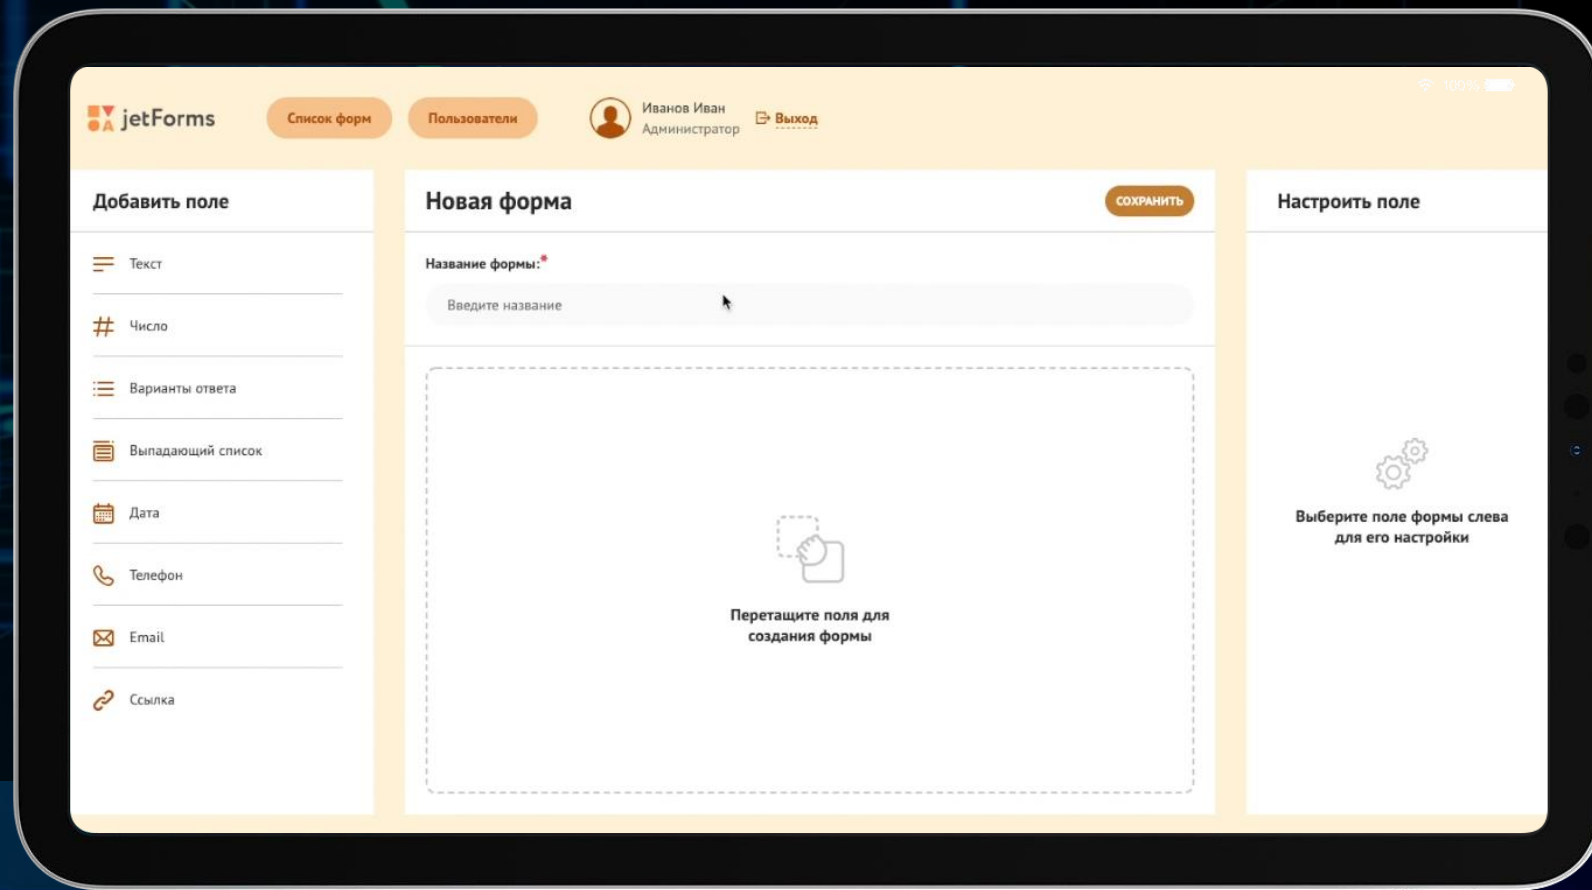 100%
jetForms
Список форм
Пользователи
Иванов Иван
Администратор
Выход
Добавить поле
Текст
Число
Варианты ответа
Выпадающий список
Дата
Телефон
Email
Ссылка
Новая форма
СОХРАНИТЬ
Название формы:*
Введите название
Перетащите поля для
создания формы
Настроить поле
Выберите поле формы слева
для его настройки